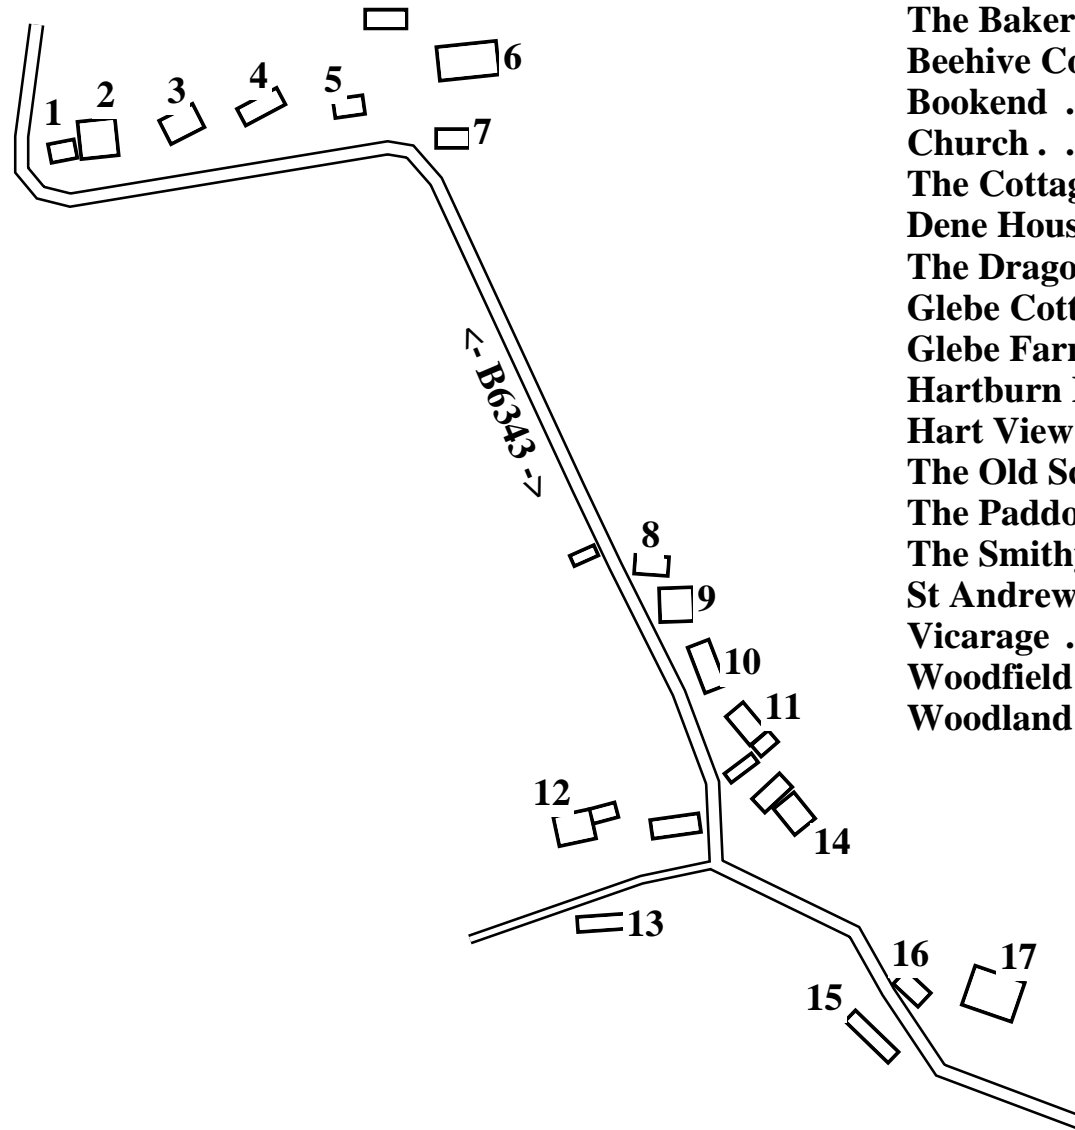 The Baker
Beehive Co
Bookend .
Church . .
The Cottag
Dene Hous
The Drago
Glebe Cott
Glebe Farr
Hartburn
Hart View
The Old Sc
The Paddo
The Smithy
St Andrew
Vicarage .
Woodfield
Woodland
1
2
3
4
5
6
7
<- B6343 ->
8
9
10
11
12
14
13
16
17
15